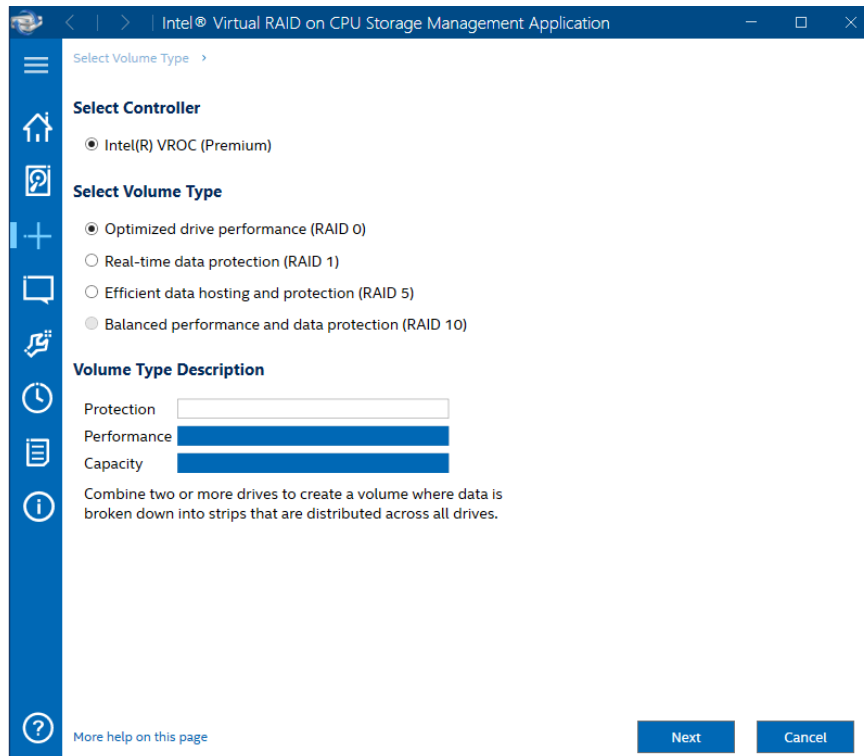 Intel® Virtual RAID on CPU Storage Management Application
Select Volume Type
Select Controller
Intel(R) VROC (Premium)
Select Volume Type
Optimized drive performance (RAID 0)
Real-time data protection (RAID 1)
Efficient data hosting and protection (RAID 5)
Balanced performance and data protection (RAID 10)
Volume Type Description
Protection
Performance
Capacity
Combine two or more drives to create a volume where data is
broken down into strips that are distributed across all drives.
More help on this page
Next
Cancel